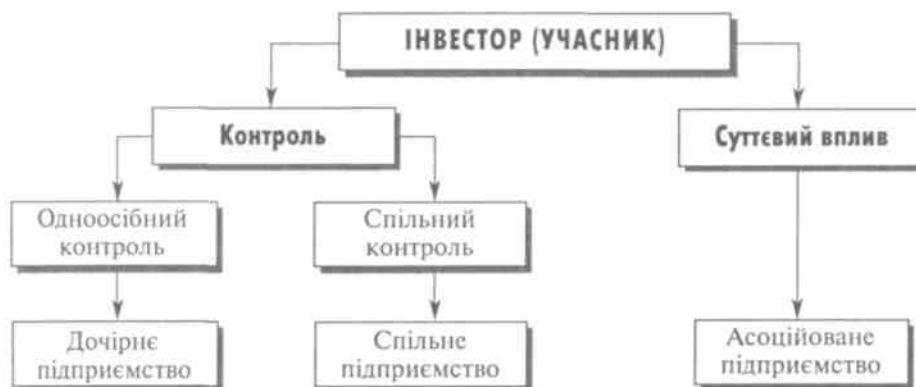 ІНВЕСТОР (УЧАСНИК)
Контроль
Суттєвий вплив
Одноосібний
контроль
Спільний
контроль
Дочірнє
підприємство
Спільне
підприємство
Асоційоване
підприємство